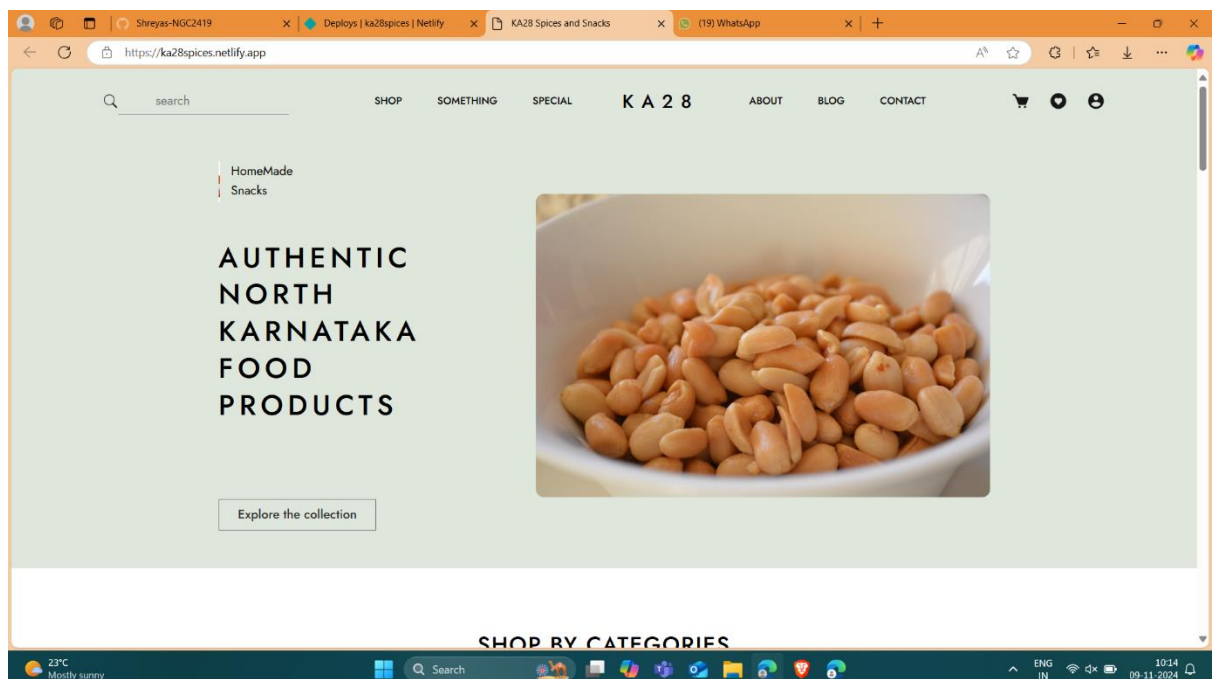 Shreyas-NGC2419
Deploys | ka28spices | Netlify
KA28 Spices and Snacks
(19) WhatsApp
https://ka28spices.netlify.app
search
SHOP SOMETHING SPECIAL KA28 ABOUT BLOG CONTACT
HomeMade
Snacks
AUTHENTIC
NORTH
KARNATAKA
FOOD
PRODUCTS
Explore the collection
SHOP BY CATEGORIES
23°C
Mostly sunny
Search
ENG
IN
10:14
09-11-2024